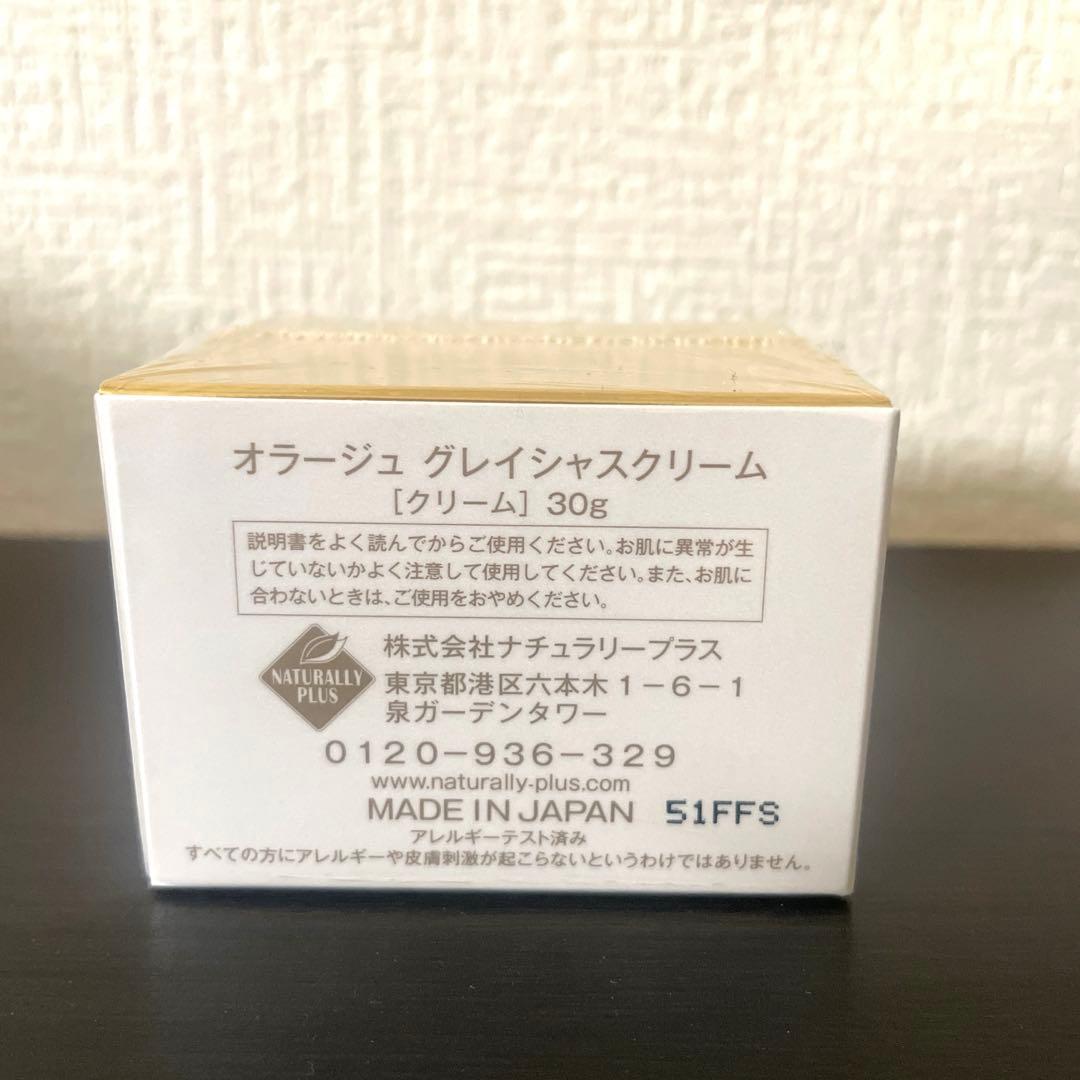 オラージュ グレイシャスクリーム
［クリーム］ 30g
説明書をよく読んでからご使用ください。お肌に異常が生
じていないかよく注意して使用してください。また、お肌に
合わないときは、ご使用をおやめください。
NATURALLY
PLUS
株式会社ナチュラリープラス
東京都港区六本木１−６−１
泉ガーデンタワー
０１２０−９３６−３２９
www.naturally-plus.com
MADE IN JAPAN 51FFS
アレルギーテスト済み
すべての方にアレルギーや皮膚刺激が起こらないというわけではありません。